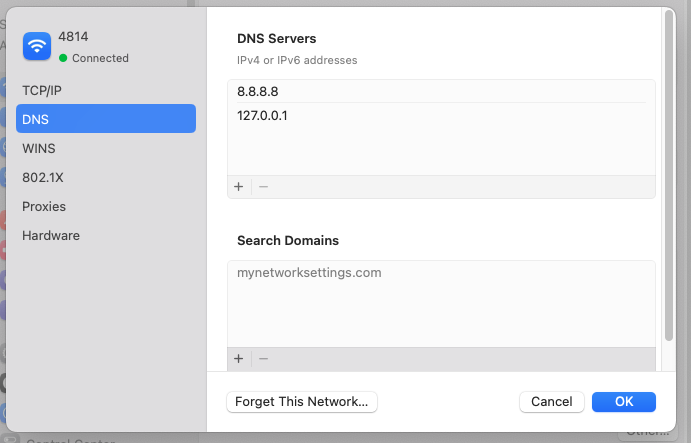 4814
Connected
TCP/IP
DNS
WINS
802.1X
Proxies
Hardware
DNS Servers
IPv4 or IPv6 addresses
8.8.8.8
127.0.0.1
+ −
Search Domains
mynetworksettings.com
+ −
Forget This Network...
Cancel
OK